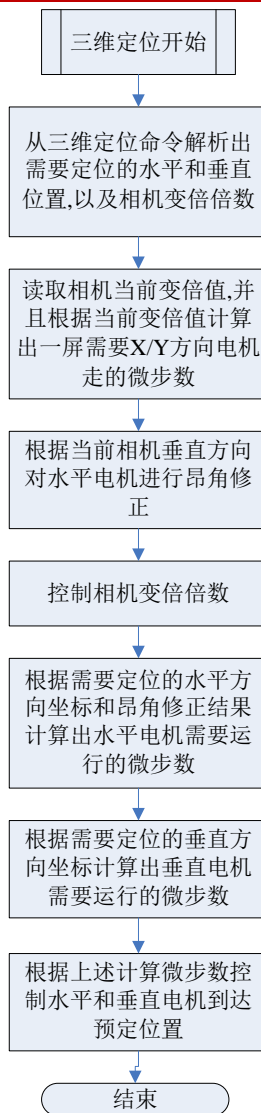 三维定位开始
从三维定位命令解析出
需要定位的水平和垂直
位置,以及相机变倍倍数
读取相机当前变倍值,并
且根据当前变倍值计算
出一屏需要X/Y方向电机
走的微步数
根据当前相机垂直方向
对水平电机进行昂角修
正
控制相机变倍倍数
根据需要定位的水平方
向坐标和昂角修正结果
计算出水平电机需要运
行的微步数
根据需要定位的垂直方
向坐标计算出垂直电机
需要运行的微步数
根据上述计算微步数控
制水平和垂直电机到达
预定位置
结束